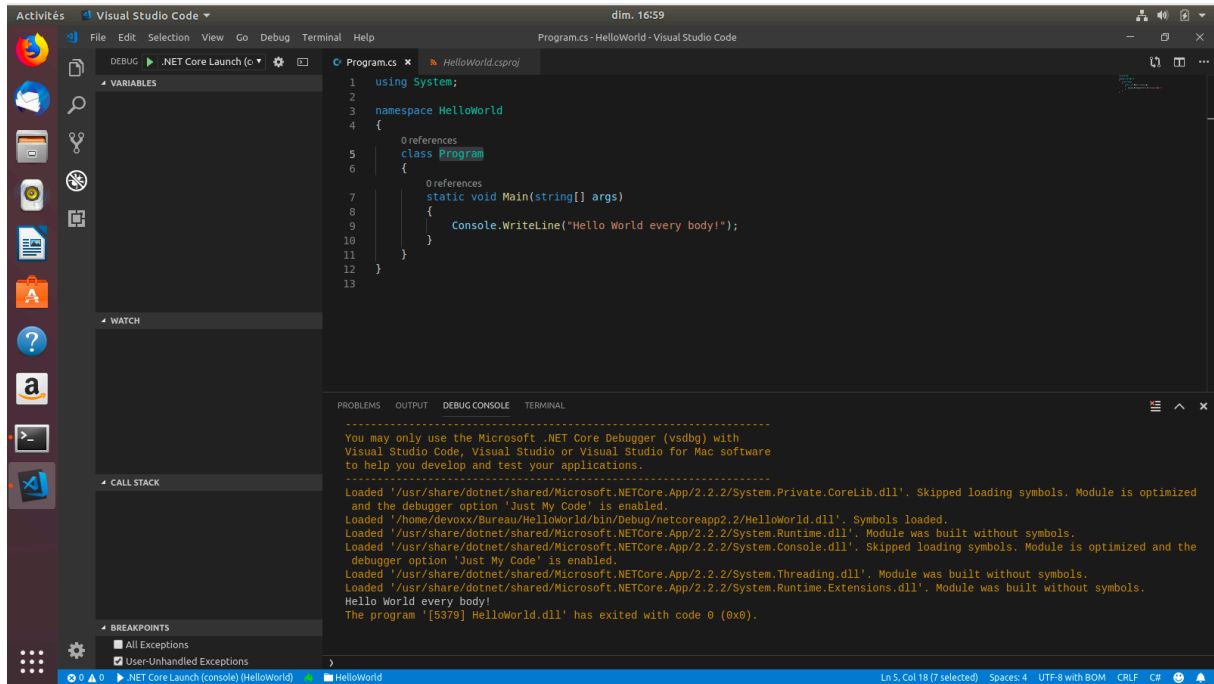 Activités Visual Studio Code dim. 16:59
File Edit Selection View Go Debug Terminal Help Program.cs - HelloWorld - Visual Studio Code
DEBUG .NET Core Launch (c
VARIABLES
WATCH
CALL STACK
BREAKPOINTS
All Exceptions
User-Unhandled Exceptions
Program.cs HelloWorld.csproj
1 using System;
2
3 namespace HelloWorld
4 {
0 references
5 class Program
6 {
0 references
7 static void Main(string[] args)
8 {
9 Console.WriteLine("Hello World every body!");
10 }
11 }
12 }
13
PROBLEMS OUTPUT DEBUG CONSOLE TERMINAL
-------------------------------------------------------------------
You may only use the Microsoft .NET Core Debugger (vsdbg) with
Visual Studio Code, Visual Studio or Visual Studio for Mac software
to help you develop and test your applications.
-------------------------------------------------------------------
Loaded '/usr/share/dotnet/shared/Microsoft.NETCore.App/2.2.2/System.Private.CoreLib.dll'. Skipped loading symbols. Module is optimized
and the debugger option 'Just My Code' is enabled.
Loaded '/home/devoxx/Bureau/HelloWorld/bin/Debug/netcoreapp2.2/HelloWorld.dll'. Symbols loaded.
Loaded '/usr/share/dotnet/shared/Microsoft.NETCore.App/2.2.2/System.Runtime.dll'. Module was built without symbols.
Loaded '/usr/share/dotnet/shared/Microsoft.NETCore.App/2.2.2/System.Console.dll'. Skipped loading symbols. Module is optimized and the
debugger option 'Just My Code' is enabled.
Loaded '/usr/share/dotnet/shared/Microsoft.NETCore.App/2.2.2/System.Threading.dll'. Module was built without symbols.
Loaded '/usr/share/dotnet/shared/Microsoft.NETCore.App/2.2.2/System.Runtime.Extensions.dll'. Module was built without symbols.
Hello World every body!
The program '[5379] HelloWorld.dll' has exited with code 0 (0x0).
0 0 .NET Core Launch (console) (HelloWorld) HelloWorld Ln 5, Col 18 (7 selected) Spaces: 4 UTF-8 with BOM CRLF C#